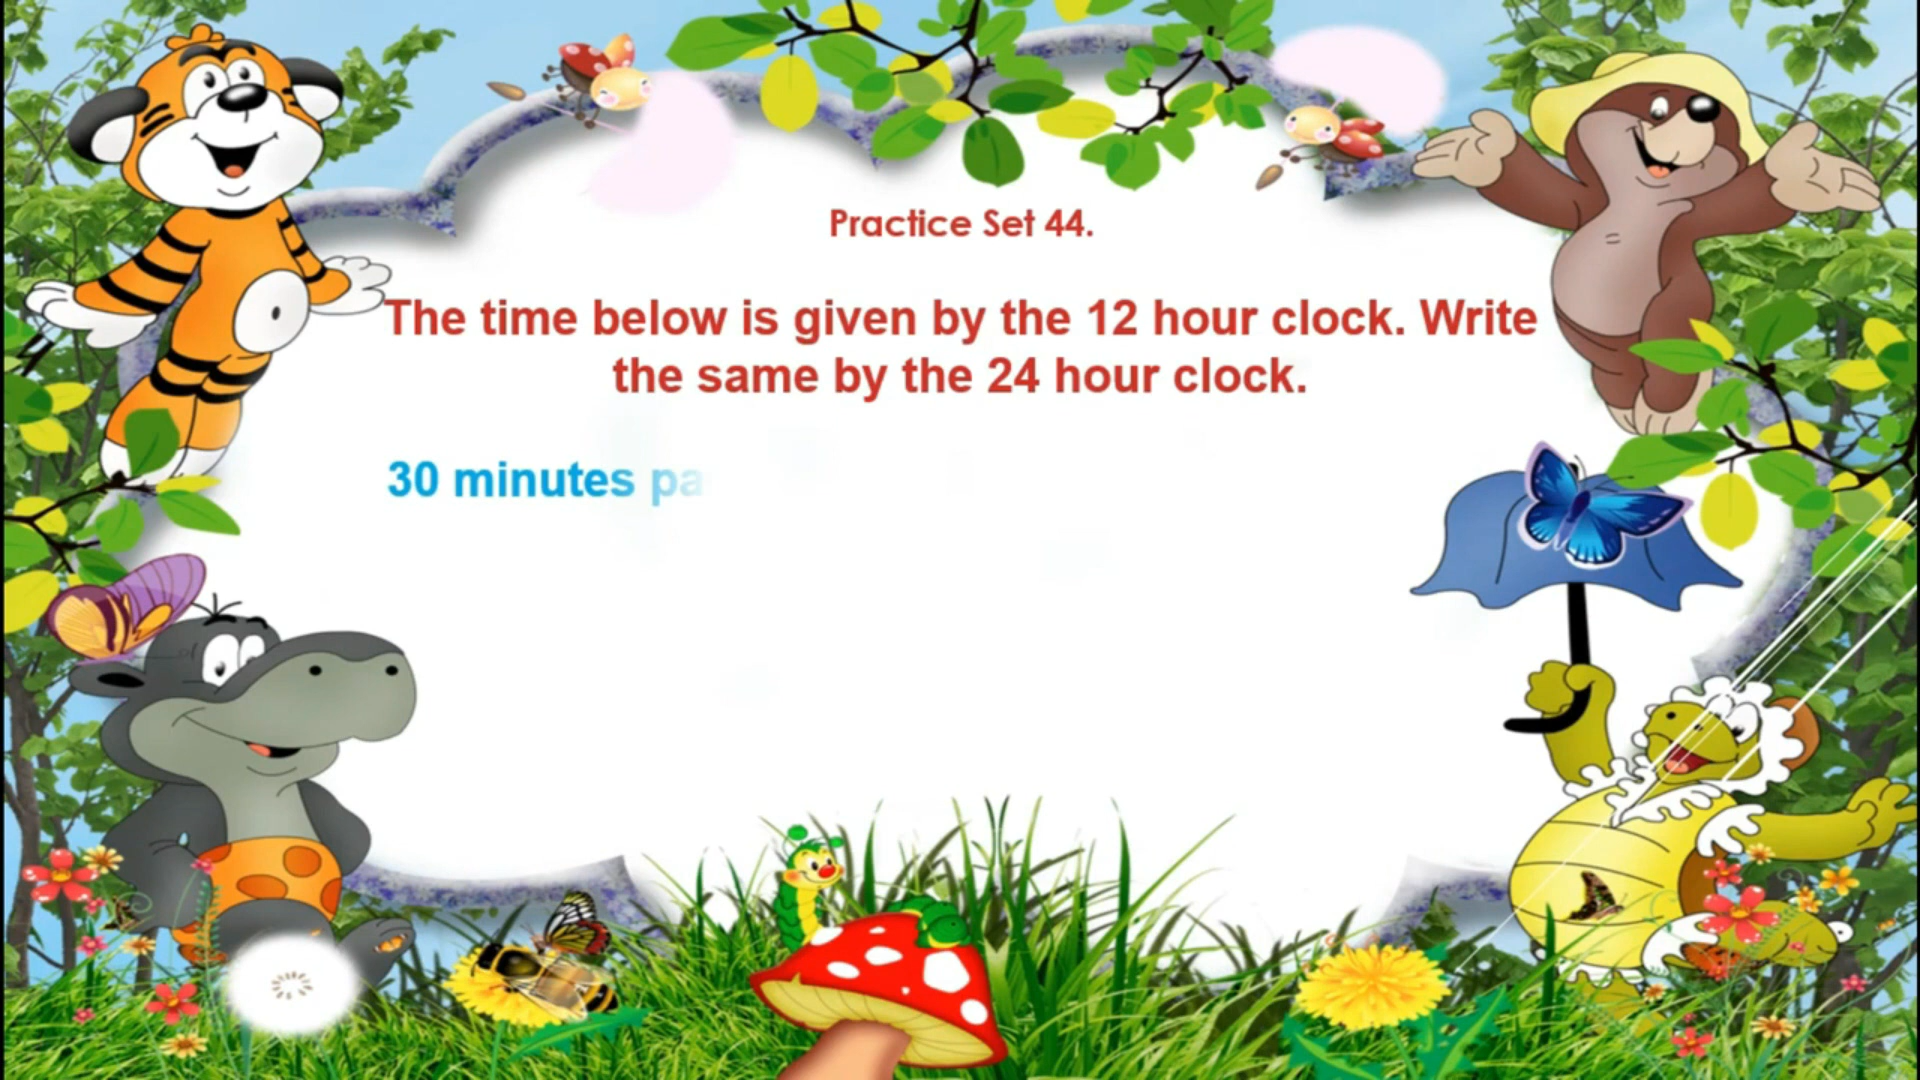 Practice Set 44.
The time below is given by the 12 hour clock. Write
the same by the 24 hour clock.
30 minutes pa